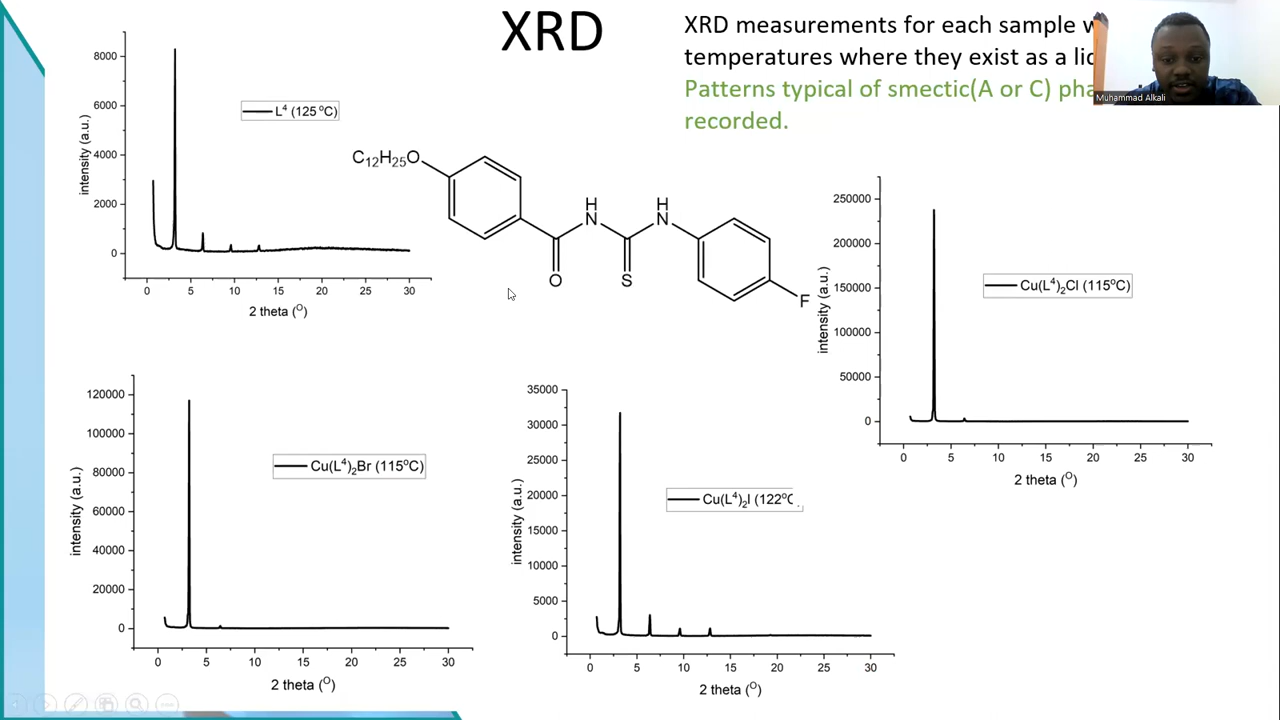 XRD
XRD measurements for each sample
temperatures where they exist as a
Patterns typical of smectic(A or C)
recorded.
Muhammad Alkali
8000
6000
4000
2000
0
intensity (a.u.)
L⁴ (125 °C)
0 5 10 15 20 25 30
2 theta (°)
C₁₂H₂₅O
H
N
H
N
O
S
F
250000
200000
150000
100000
50000
0
intensity (a.u.)
Cu(L⁴)₂Cl (115°C)
0 5 10 15 20 25 30
2 theta (°)
120000
100000
80000
60000
40000
20000
0
intensity (a.u.)
Cu(L⁴)₂Br (115°C)
0 5 10 15 20 25 30
2 theta (°)
35000
30000
25000
20000
15000
10000
5000
0
intensity (a.u.)
Cu(L⁴)₂I (122°C
0 5 10 15 20 25 30
2 theta (°)